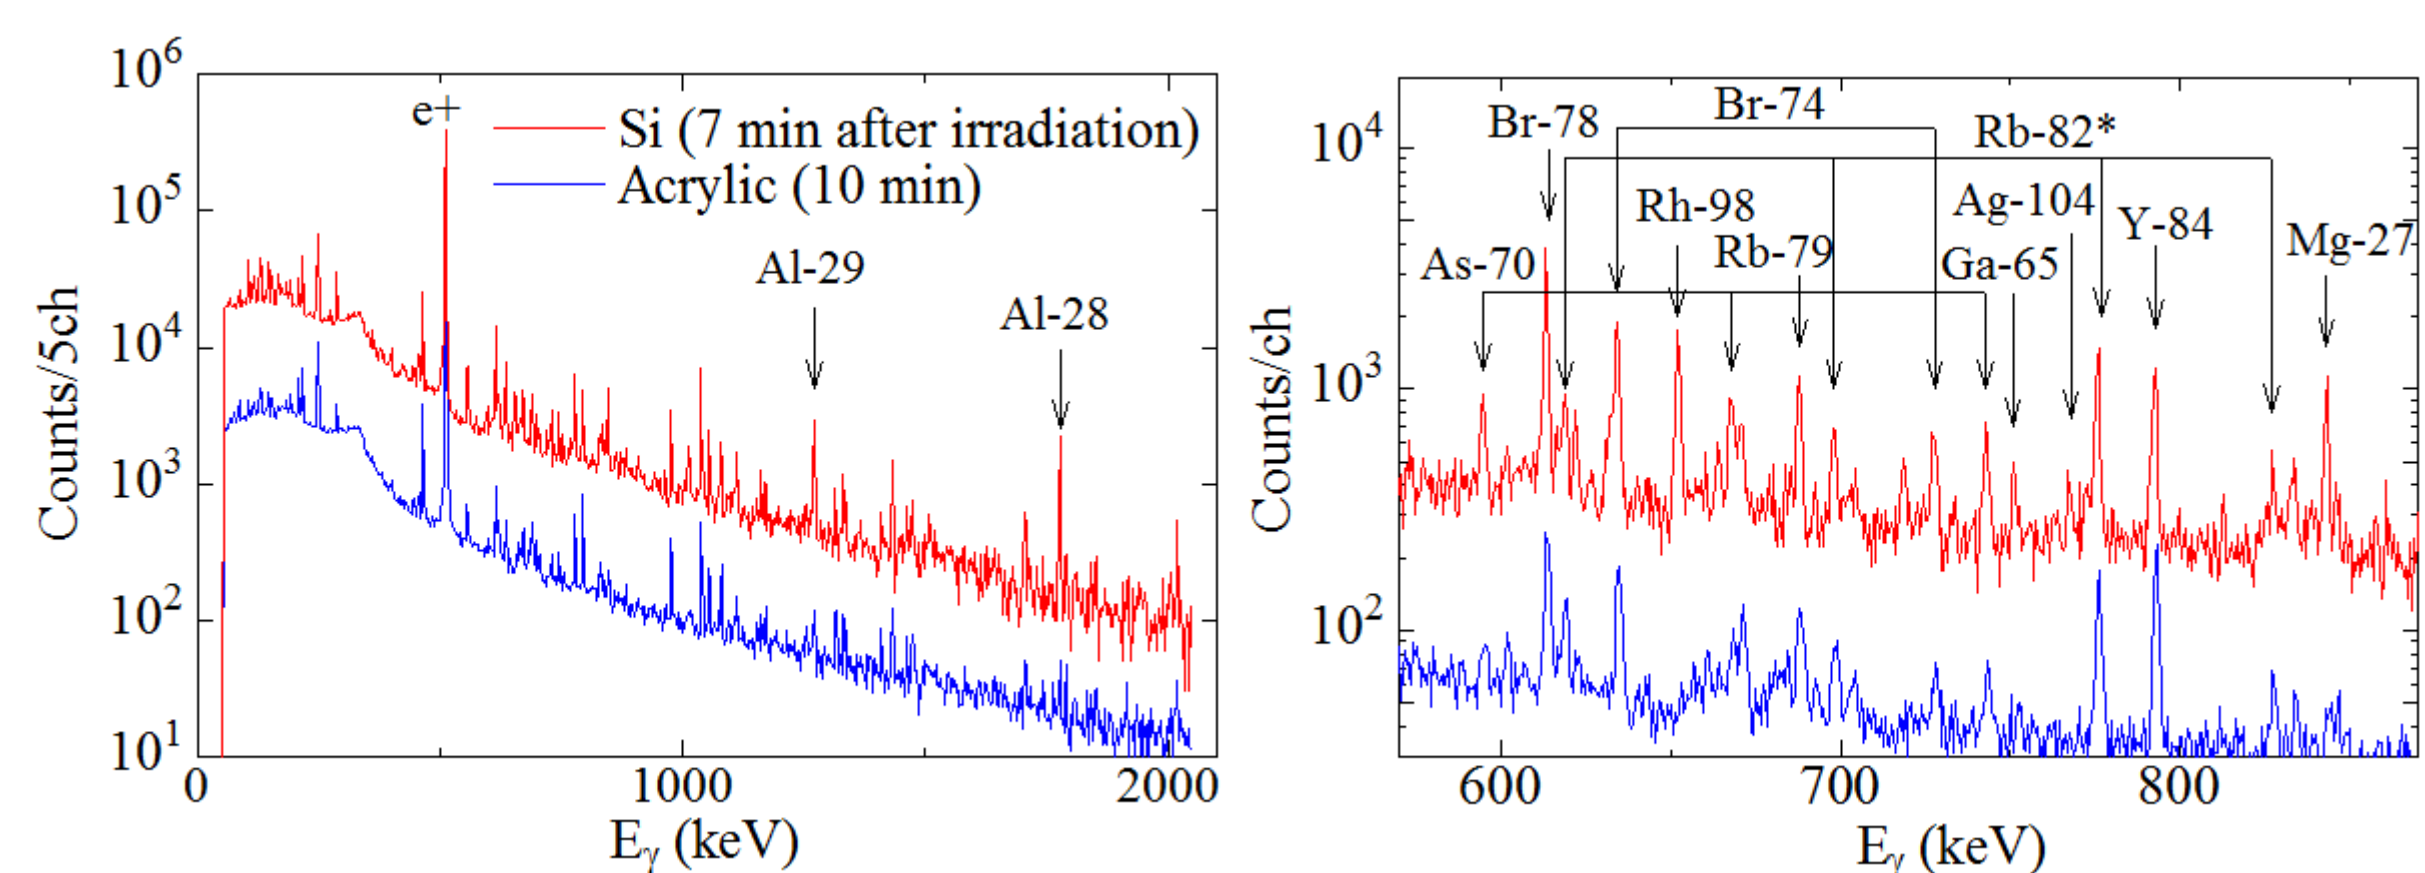 10^6
10^5
10^4
10^3
10^2
10^1
Counts/5ch
e+
Si (7 min after irradiation)
Acrylic (10 min)
Al-29
Al-28
0
1000
2000
E_γ (keV)
10^4
10^3
10^2
Counts/ch
Br-78
Br-74
Rb-82*
Rh-98
Ag-104
Y-84
As-70
Rb-79
Ga-65
Mg-27
600
700
800
E_γ (keV)